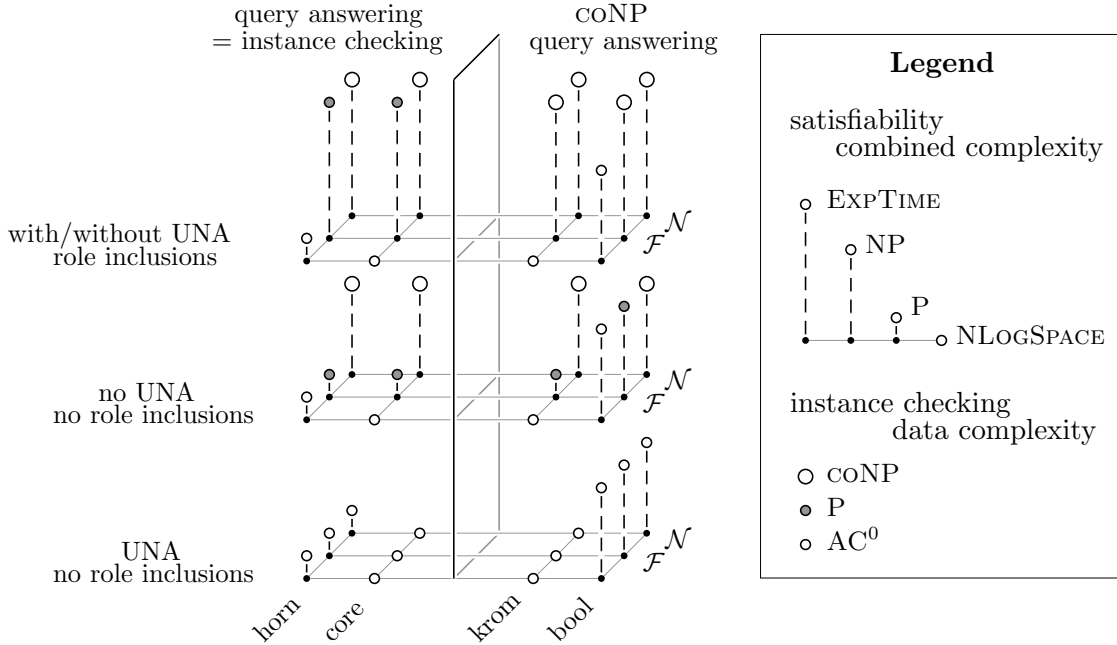 query answering
= instance checking
coNP
query answering
with/without UNA
role inclusions
ℱ 𝒩
no UNA
no role inclusions
ℱ 𝒩
UNA
no role inclusions
ℱ 𝒩
horn
core
krom
bool
Legend
satisfiability
combined complexity
ExpTime
NP
P
NLogSpace
instance checking
data complexity
coNP
P
AC⁰